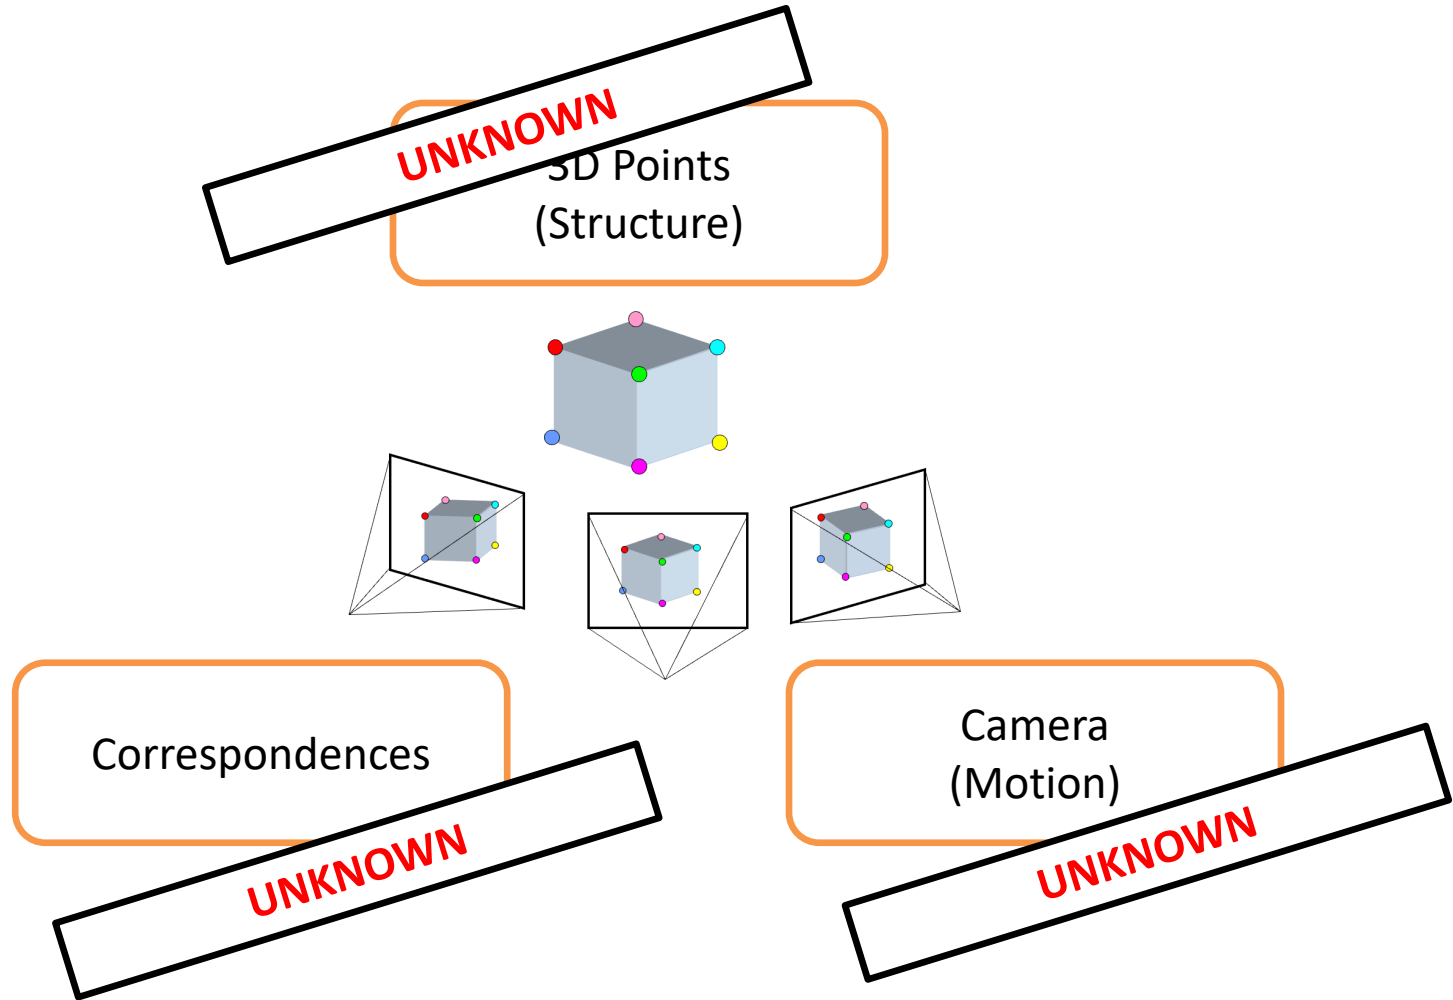 UNKNOWN
3D Points
(Structure)
Correspondences
UNKNOWN
Camera
(Motion)
UNKNOWN